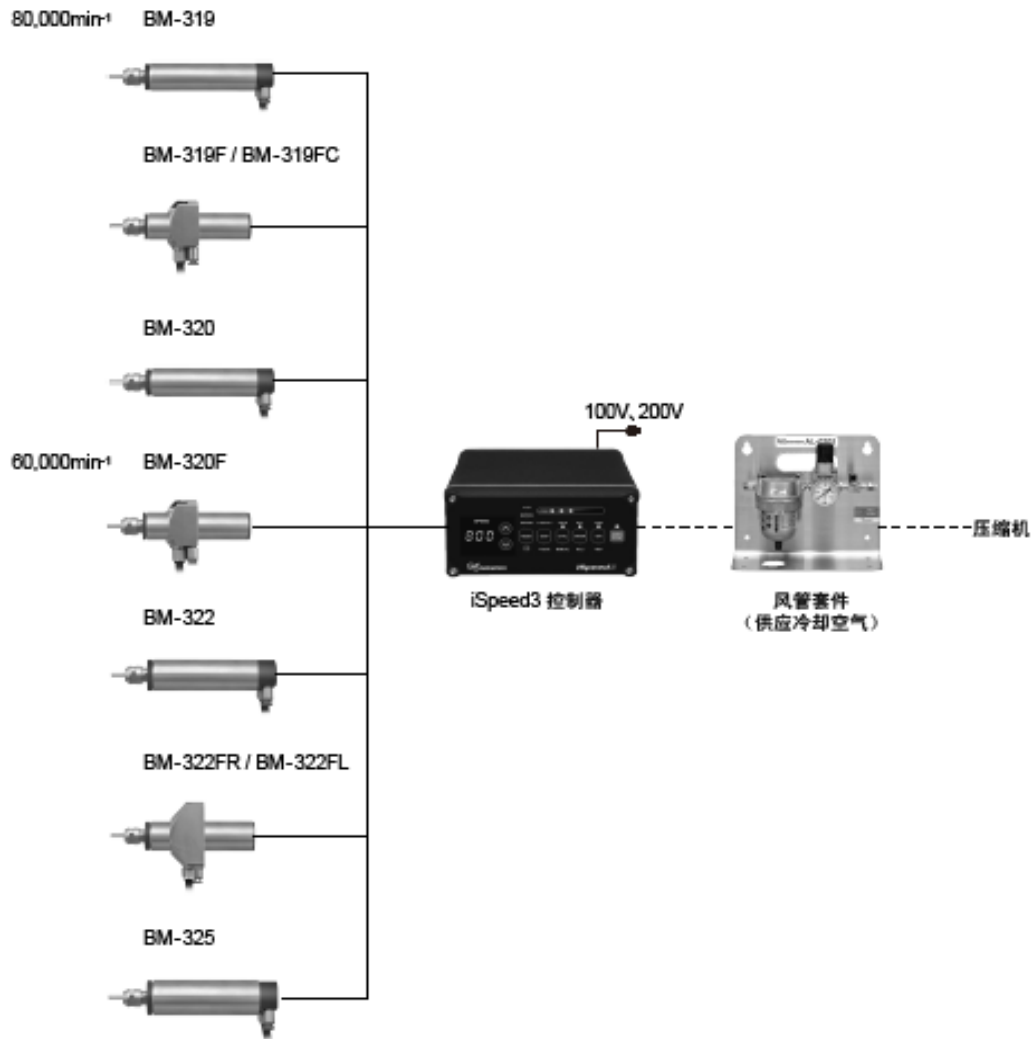 80,000min⁻¹ BM-319
BM-319F / BM-319FC
BM-320
100V、200V
60,000min⁻¹ BM-320F
800
压缩机
iSpeed3 控制器
风管套件
（供应冷却空气）
BM-322
BM-322FR / BM-322FL
BM-325